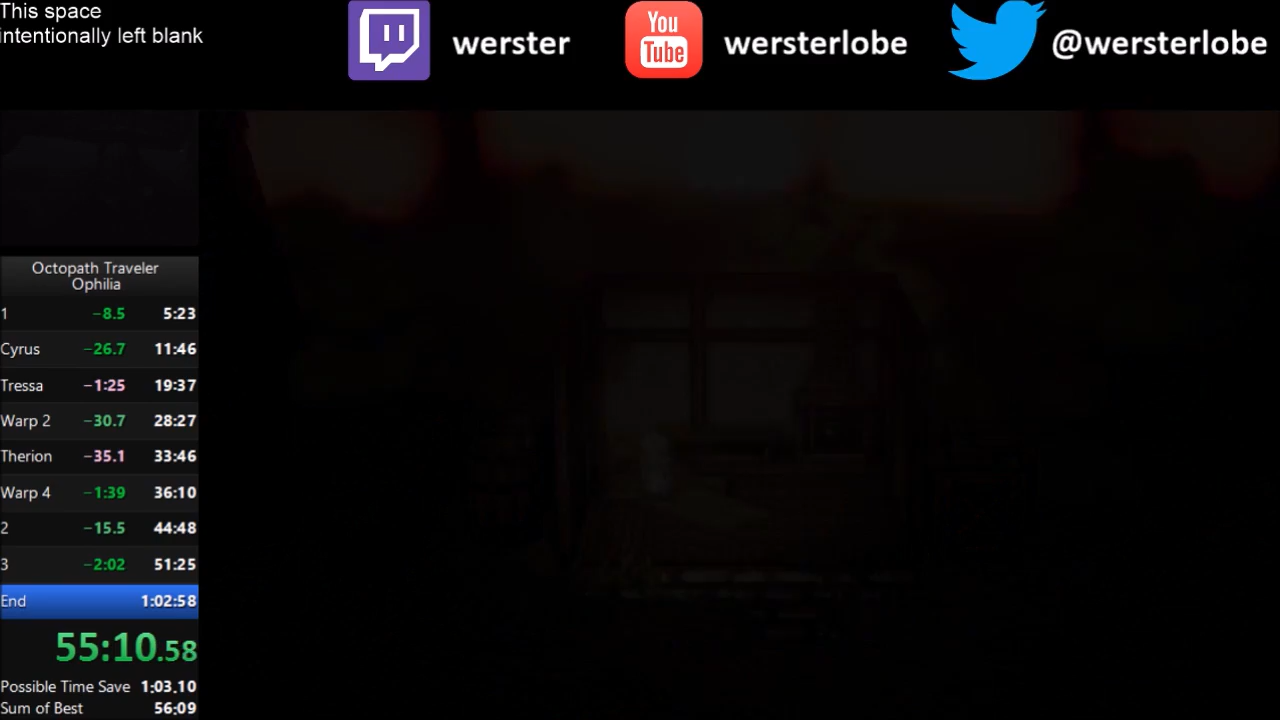 This space
intentionally left blank
werster
You
Tube
wersterlobe
@wersterlobe
Octopath Traveler
Ophilia
1 −8.5 5:23
Cyrus −26.7 11:46
Tressa −1:25 19:37
Warp 2 −30.7 28:27
Therion −35.1 33:46
Warp 4 −1:39 36:10
2 −15.5 44:48
3 −2:02 51:25
End 1:02:58
55:10.58
Possible Time Save 1:03.10
Sum of Best 56:09